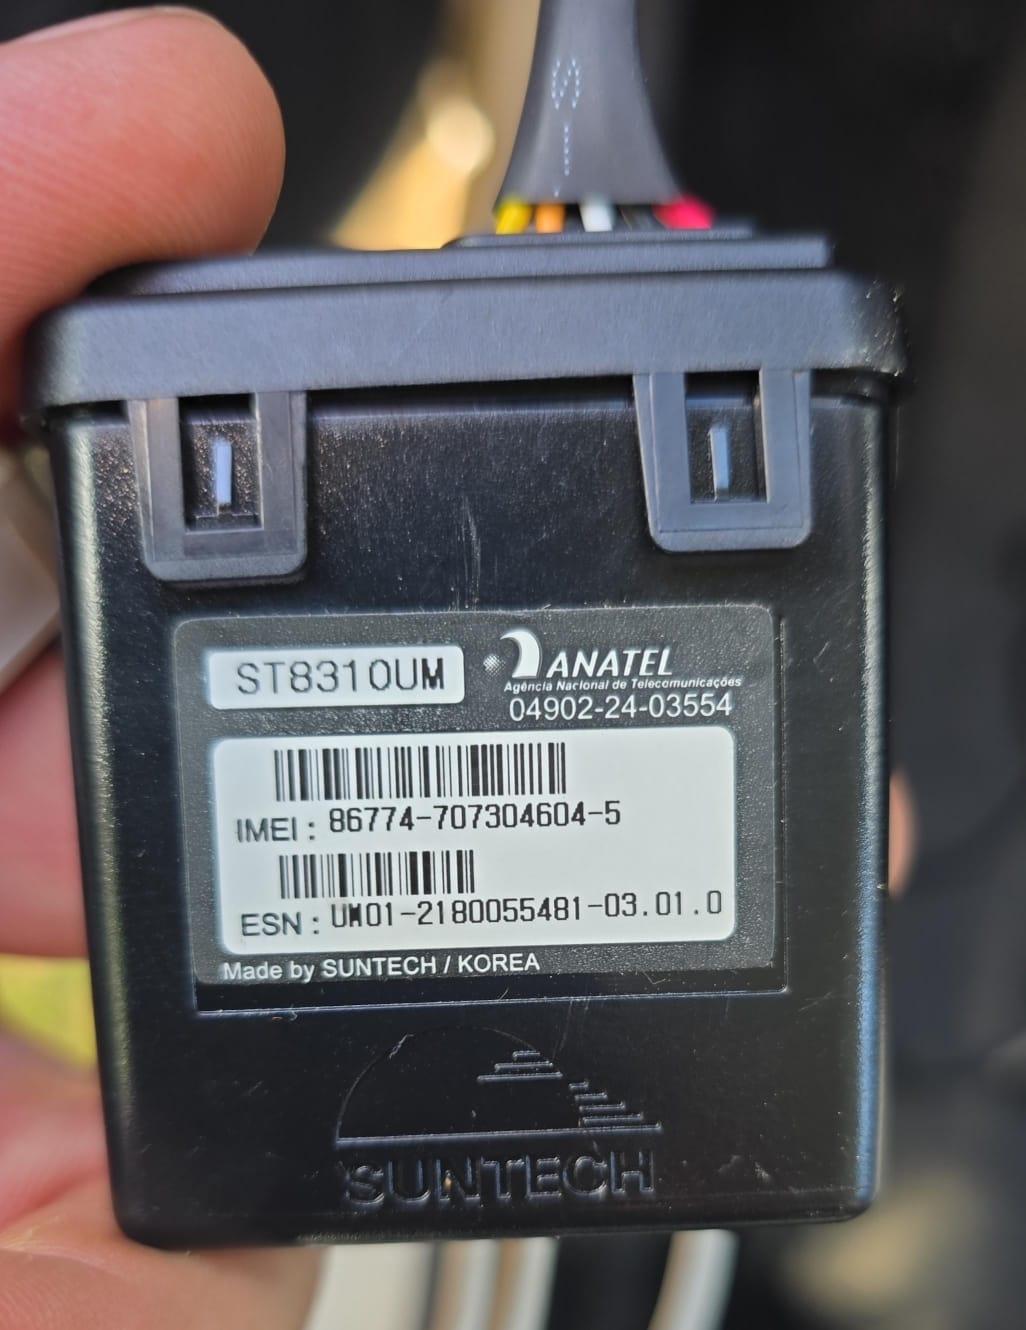 ST
ST8310UM
ANATEL
Agência Nacional de Telecomunicações
04902-24-03554
IMEI : 86774-707304604-5
ESN : UM01-2180055481-03.01.0
Made by SUNTECH / KOREA
SUNTECH